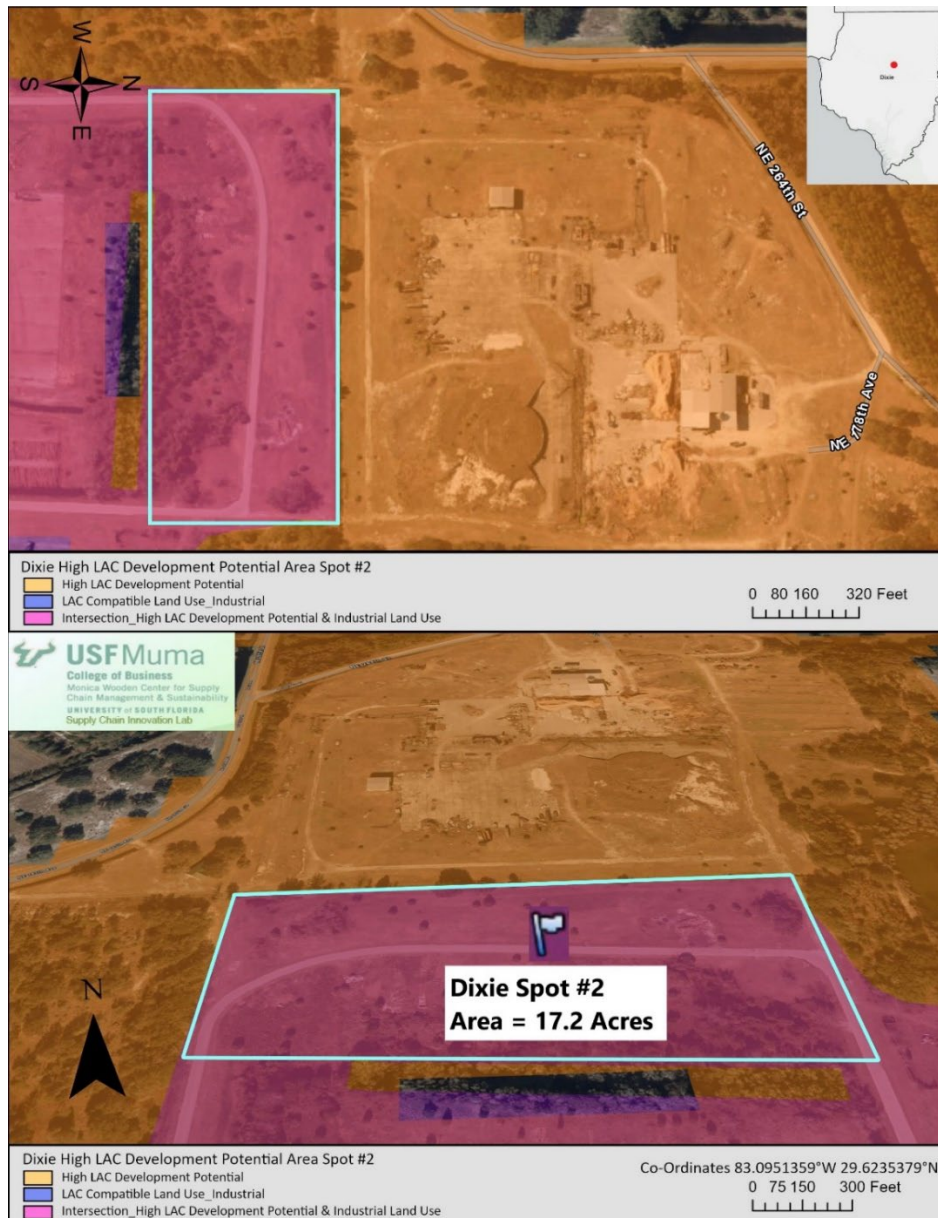 W
N
S
E
Dixie
NE 264th St
NE 778th Ave
Dixie High LAC Development Potential Area Spot #2
High LAC Development Potential
LAC Compatible Land Use_Industrial
Intersection_High LAC Development Potential & Industrial Land Use
0 80 160 320 Feet
USF Muma
College of Business
Monica Wooden Center for Supply
Chain Management & Sustainability
UNIVERSITY of SOUTH FLORIDA
Supply Chain Innovation Lab
N
Dixie Spot #2
Area = 17.2 Acres
Dixie High LAC Development Potential Area Spot #2
High LAC Development Potential
LAC Compatible Land Use_Industrial
Intersection_High LAC Development Potential & Industrial Land Use
Co-Ordinates 83.0951359°W 29.6235379°N
0 75 150 300 Feet